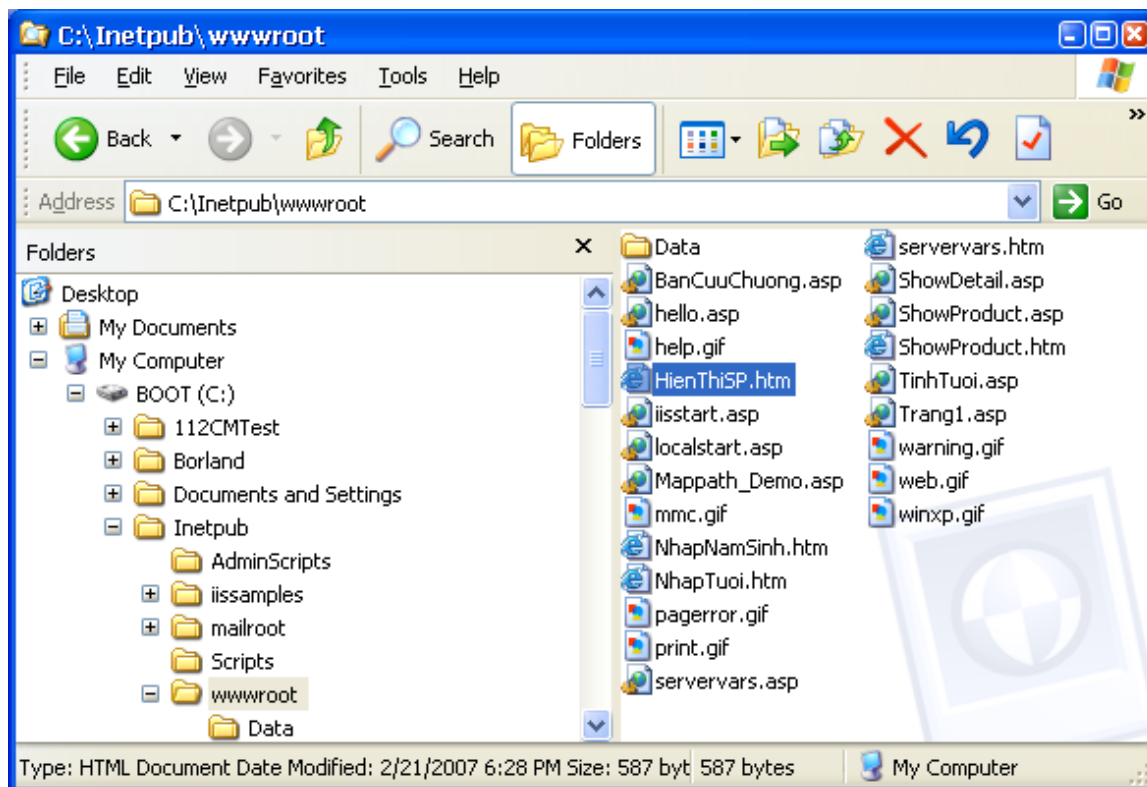 C:\Inetpub\wwwroot
File Edit View Favorites Tools Help
Back Search Folders »
Address C:\Inetpub\wwwroot Go
Folders
Desktop
My Documents
My Computer
BOOT (C:)
112CMTest
Borland
Documents and Settings
Inetpub
AdminScripts
iissamples
mailroot
Scripts
wwwroot
Data
Data
BanCuuChuong.asp
hello.asp
help.gif
HienThiSP.htm
iisstart.asp
localstart.asp
Mappath_Demo.asp
mmc.gif
NhapNamSinh.htm
NhapTuoi.htm
pagerror.gif
print.gif
servervars.asp
servervars.htm
ShowDetail.asp
ShowProduct.asp
ShowProduct.htm
TinhTuoi.asp
Trang1.asp
warning.gif
web.gif
winxp.gif
Type: HTML Document Date Modified: 2/21/2007 6:28 PM Size: 587 byt 587 bytes My Computer